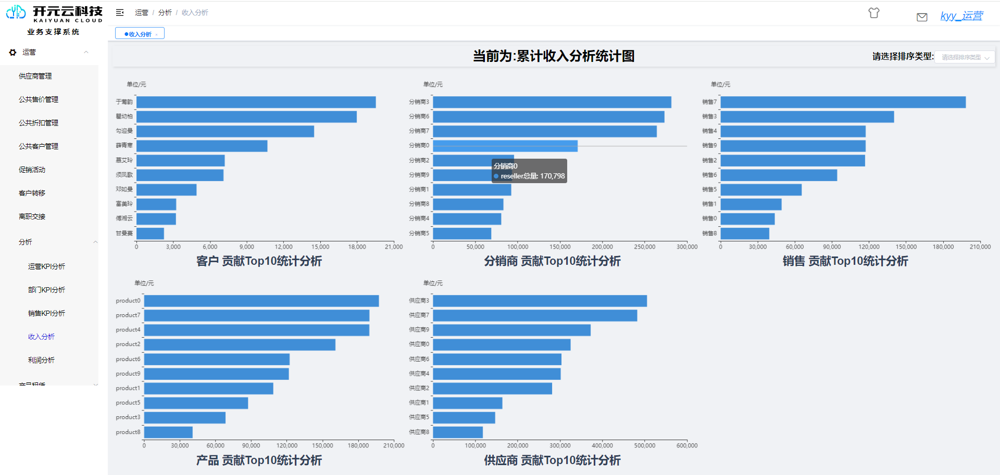 开元云科技
KAIYUAN CLOUD
业务支撑系统
运营 / 分析 / 收入分析
kyy_运营
收入分析
运营
供应商管理
公共售价管理
公共折扣管理
公共客户管理
促销活动
客户转移
离职交接
分析
运营KPI分析
部门KPI分析
销售KPI分析
收入分析
利润分析
产品租赁
当前为:累计收入分析统计图
请选择排序类型:
请选择排序类型
单位/元
于莺韵
瞿幼柏
勾迎曼
薛青寒
慕艾玲
须凤歌
邓如曼
富美玲
傅湘云
甘曼蔓
0 3,000 6,000 9,000 12,000 15,000 18,000 21,000
客户 贡献Top10统计分析
单位/元
分销商3
分销商6
分销商7
分销商0
分销商2
分销商9
分销商1
分销商8
分销商4
分销商5
分销商0
reseller总量: 170,798
0 50,000 100,000 150,000 200,000 250,000 300,000
分销商 贡献Top10统计分析
单位/元
销售7
销售3
销售4
销售9
销售2
销售6
销售5
销售1
销售0
销售8
0 30,000 60,000 90,000 120,000 150,000 180,000 210,000
销售 贡献Top10统计分析
单位/元
product0
product7
product4
product2
product6
product9
product1
product5
product3
product8
0 30,000 60,000 90,000 120,000 150,000 180,000 210,000
产品 贡献Top10统计分析
单位/元
供应商3
供应商7
供应商9
供应商0
供应商6
供应商4
供应商2
供应商1
供应商5
供应商8
0 100,000 200,000 300,000 400,000 500,000 600,000
供应商 贡献Top10统计分析